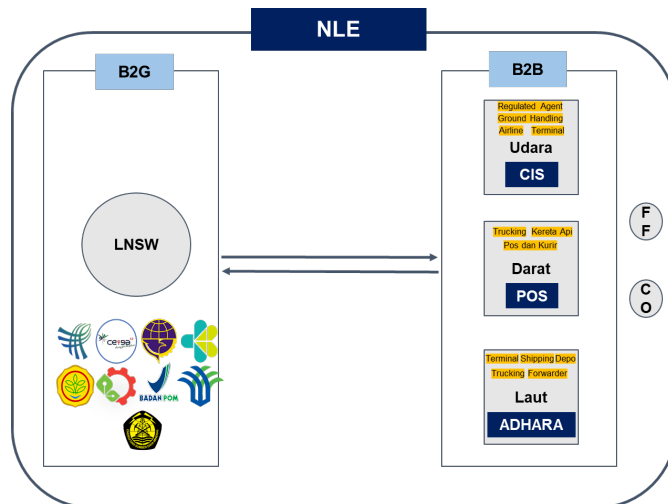 NLE
B2G
LNSW
ceisa
BADAN POM
B2B
Regulated Agent
Ground Handling
Airline Terminal
Udara
CIS
Trucking Kereta Api
Pos dan Kurir
Darat
POS
Terminal Shipping Depo
Trucking Forwarder
Laut
ADHARA
F
F
C
O